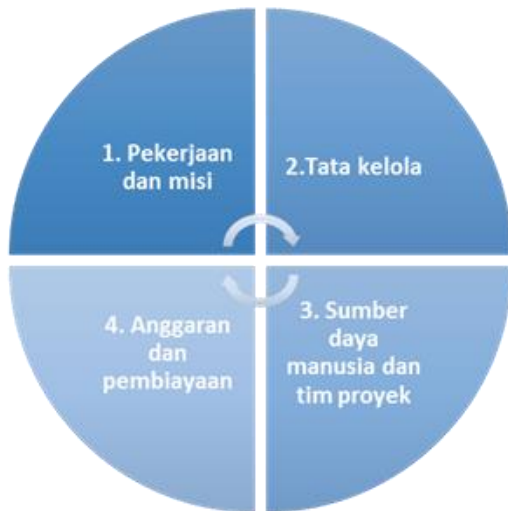 1. Pekerjaan
dan misi
2.Tata kelola
3. Sumber
daya
manusia dan
tim proyek
4. Anggaran
dan
pembiayaan